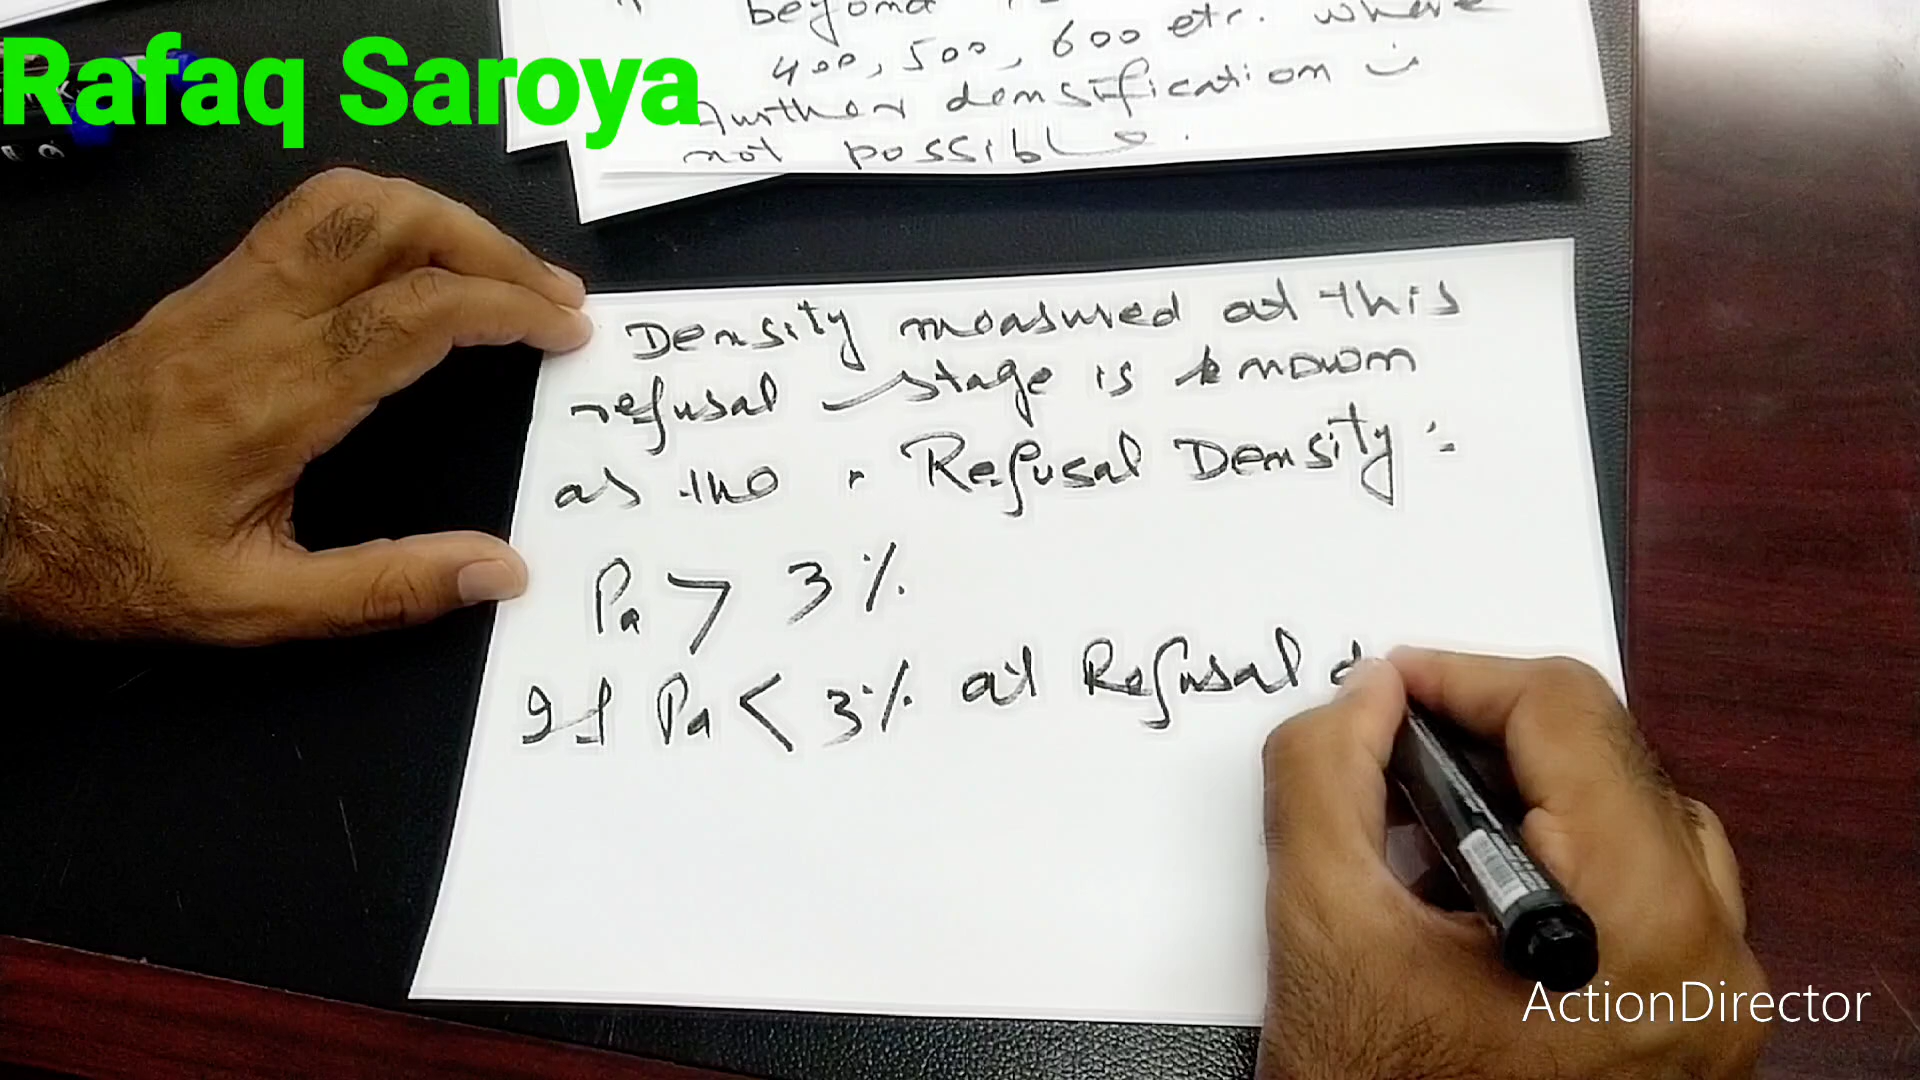 Rafaq Saroya
beyond
400, 500, 600 etc. where
further densification is
not possible.
Density measured at this
refusal stage is known
as the " Refusal Density "
Pa > 3%
If Pa < 3% at Refusal d
ActionDirector